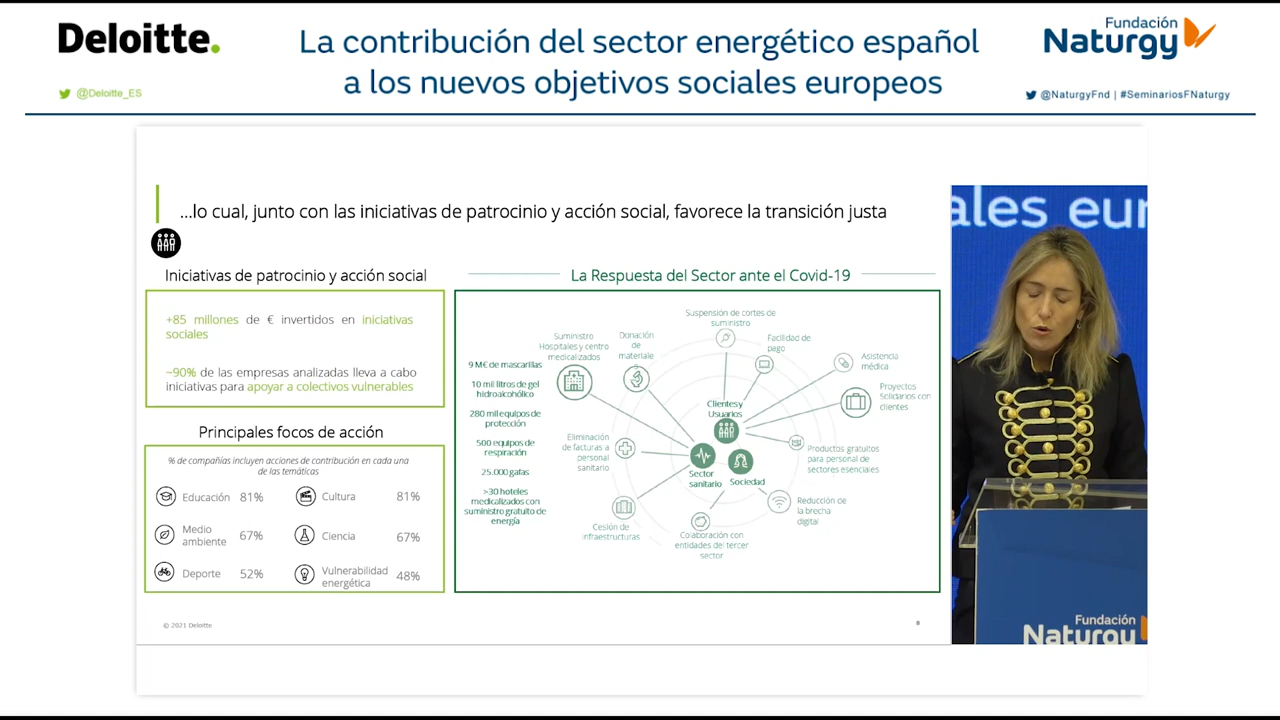 Deloitte.
@Deloitte_ES
La contribución del sector energético español
a los nuevos objetivos sociales europeos
Fundación
Naturgy
@NaturgyFnd | #SeminariosFNaturgy
...lo cual, junto con las iniciativas de patrocinio y acción social, favorece la transición justa
Iniciativas de patrocinio y acción social
+85 millones de € invertidos en iniciativas
sociales
~90% de las empresas analizadas lleva a cabo
iniciativas para apoyar a colectivos vulnerables
Principales focos de acción
% de compañías incluyen acciones de contribución en cada una
de las temáticas
Educación 81%
Cultura 81%
Medio
ambiente 67%
Ciencia 67%
Deporte 52%
Vulnerabilidad
energética 48%
La Respuesta del Sector ante el Covid-19
9 M€ de mascarillas
10 mil litros de gel
hidroakohólico
280 mil equipos de
protección
500 equipos de
respiración
25.000 gafas
>30 hoteles
medicalizados con
suministro gratuito de
energía
Suministro
Hospitales y centro
medicalizados
Donación
de
materiale
Suspensión de cortes de
suministro
Facilidad de
pago
Asistencia
médica
Proyectos
Solidarios con
clientes
Clientes y
Usuarios
Eliminación
de facturas a
personal
sanitario
Productos gratuitos
para personal de
sectores esenciales
Sector
sanitario
Sociedad
Reducción de
la brecha
digital
Cesión de
infraestructuras
Colaboración con
entidades del tercer
sector
© 2021 Deloitte
8
ales eur
Fundación
Naturgy